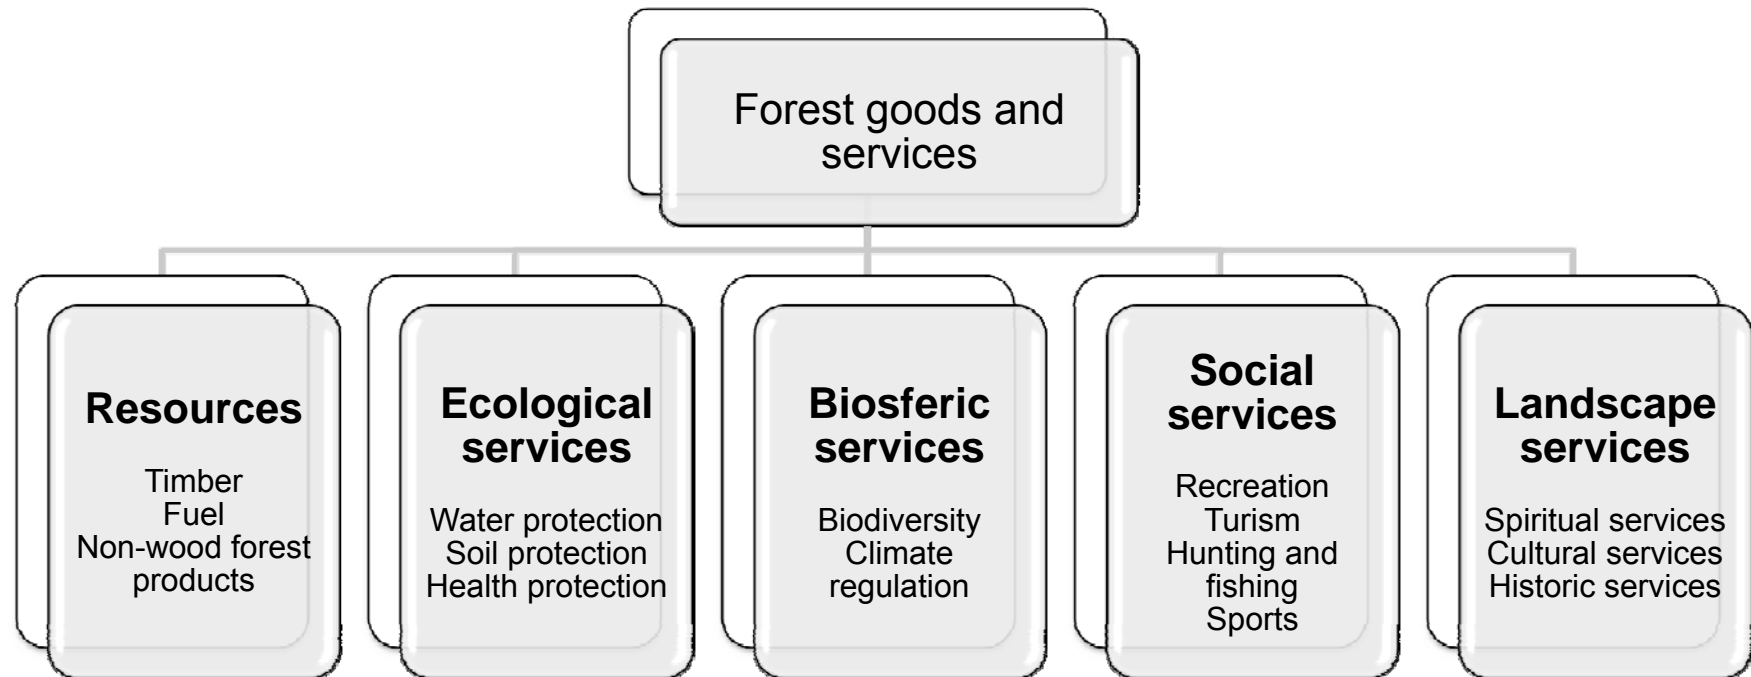 Forest goods and
services
Resources
Timber
Fuel
Non-wood forest
products
Ecological
services
Water protection
Soil protection
Health protection
Biosferic
services
Biodiversity
Climate
regulation
Social
services
Recreation
Turism
Hunting and
fishing
Sports
Landscape
services
Spiritual services
Cultural services
Historic services